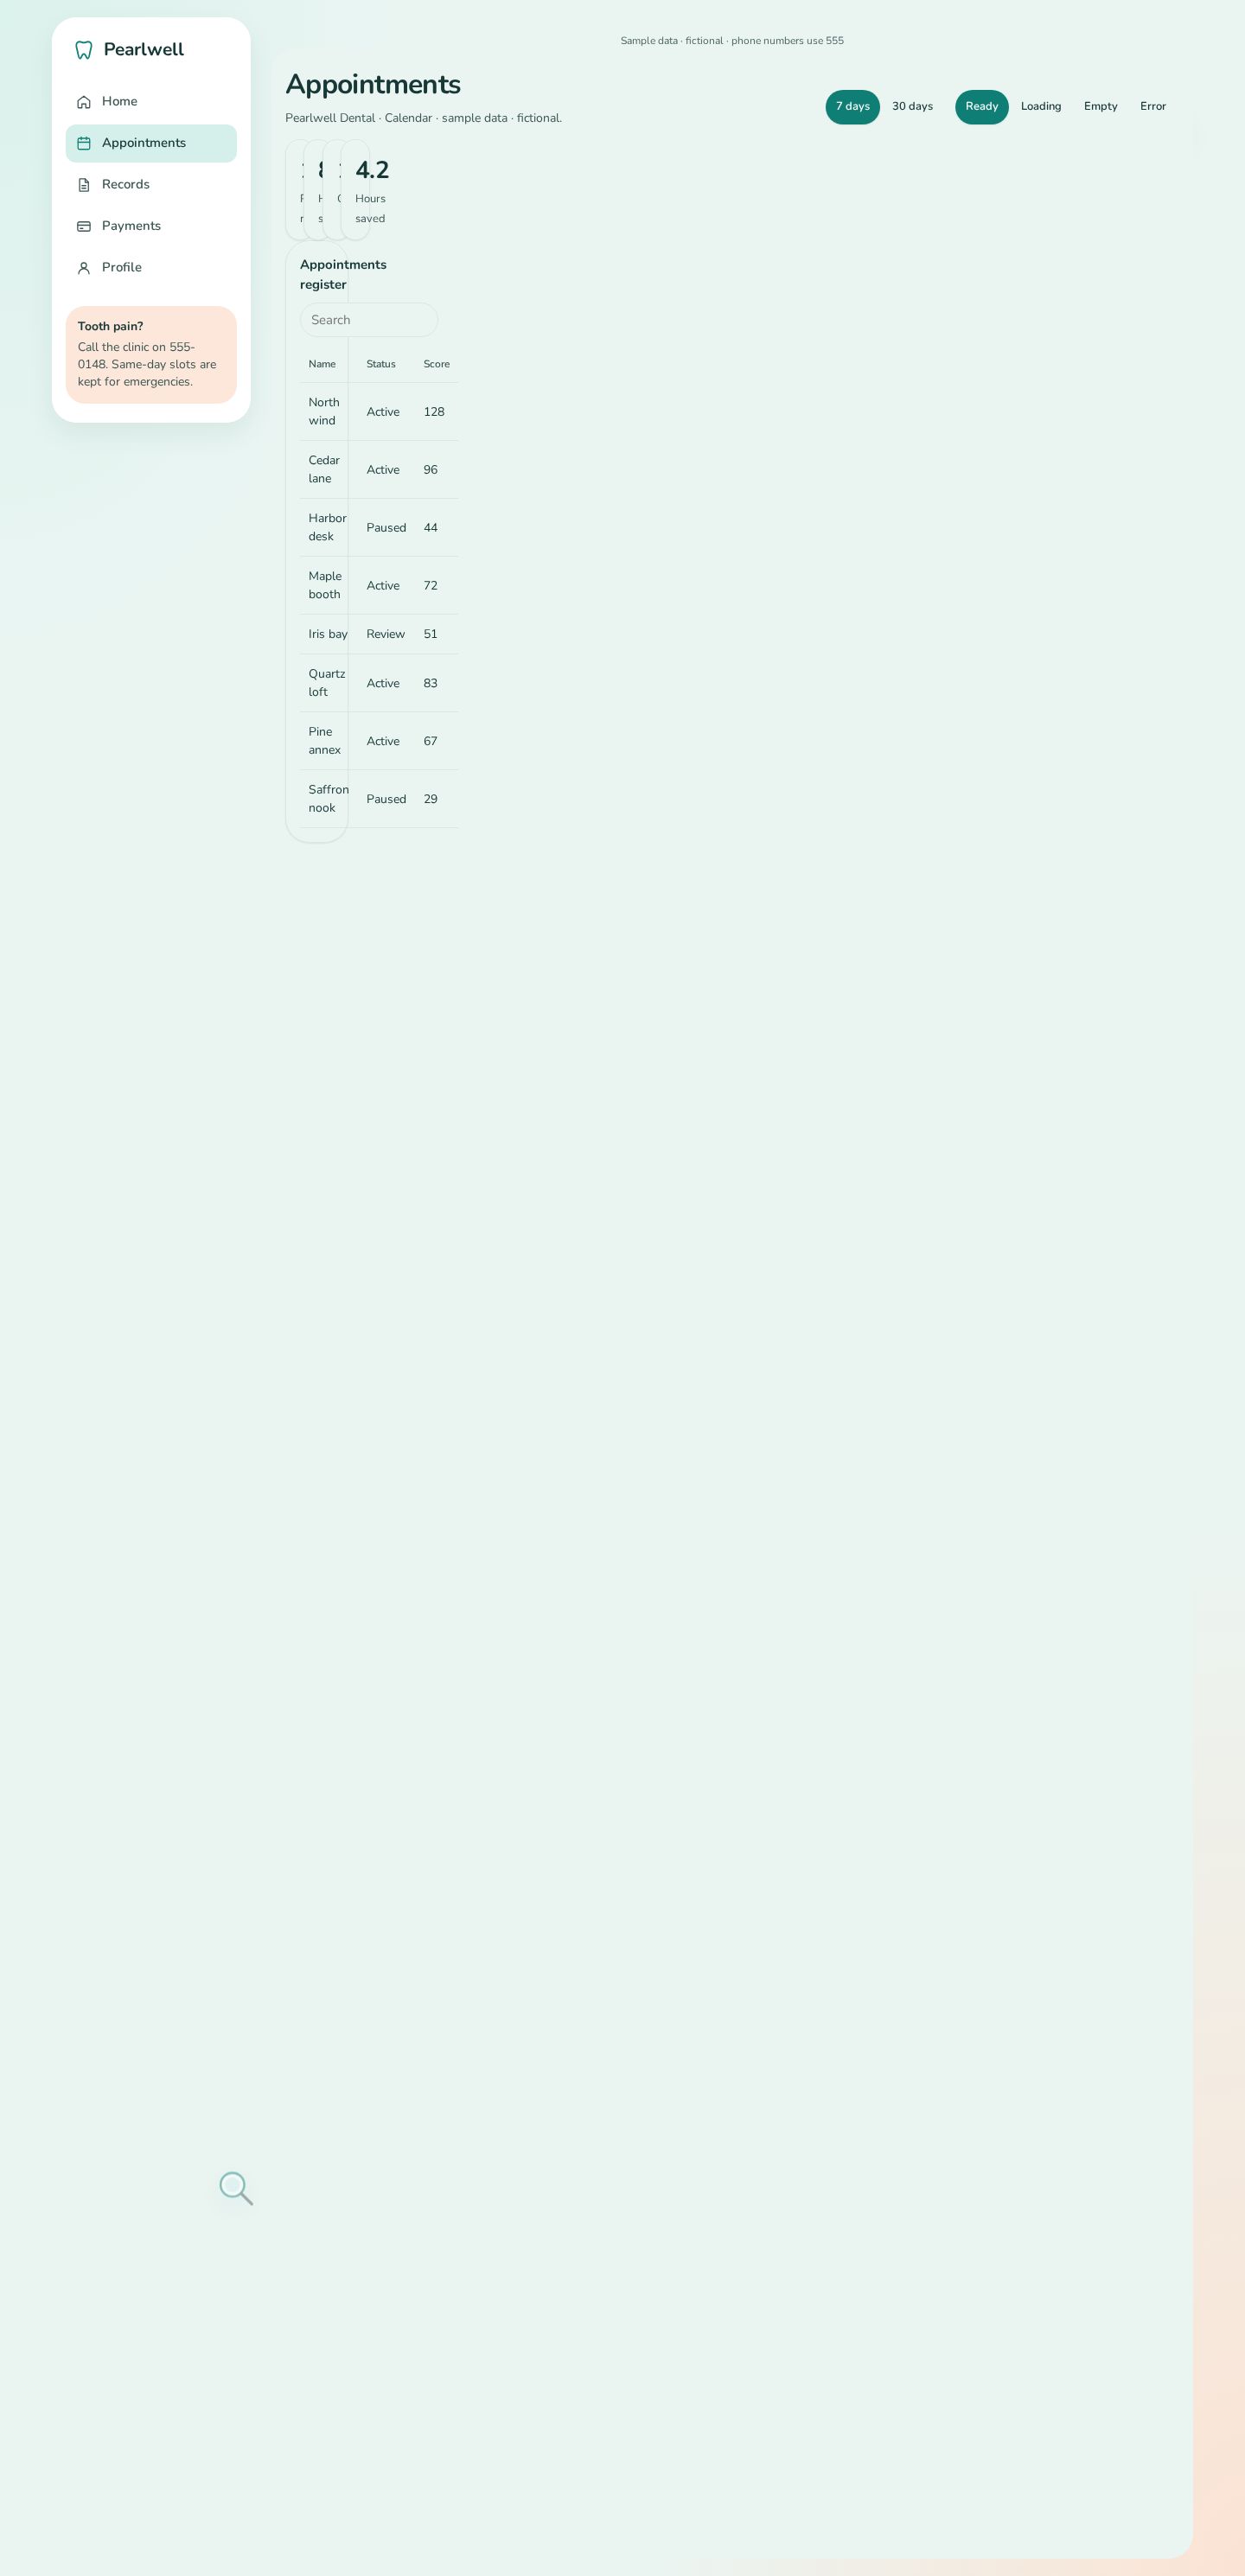 Pearlwell
Home
Appointments
Records
Payments
Profile
Tooth pain?
Call the clinic on 555-
0148. Same-day slots are
kept for emergencies.
Sample data · fictional · phone numbers use 555
Appointments
Pearlwell Dental · Calendar · sample data · fictional.
7 days 30 days Ready Loading Empty Error
4.2
Hours
saved
Appointments
register
Search
Name Status Score
North
wind
Active 128
Cedar
lane
Active 96
Harbor
desk
Paused 44
Maple
booth
Active 72
Iris bay Review 51
Quartz
loft
Active 83
Pine
annex
Active 67
Saffron
nook
Paused 29